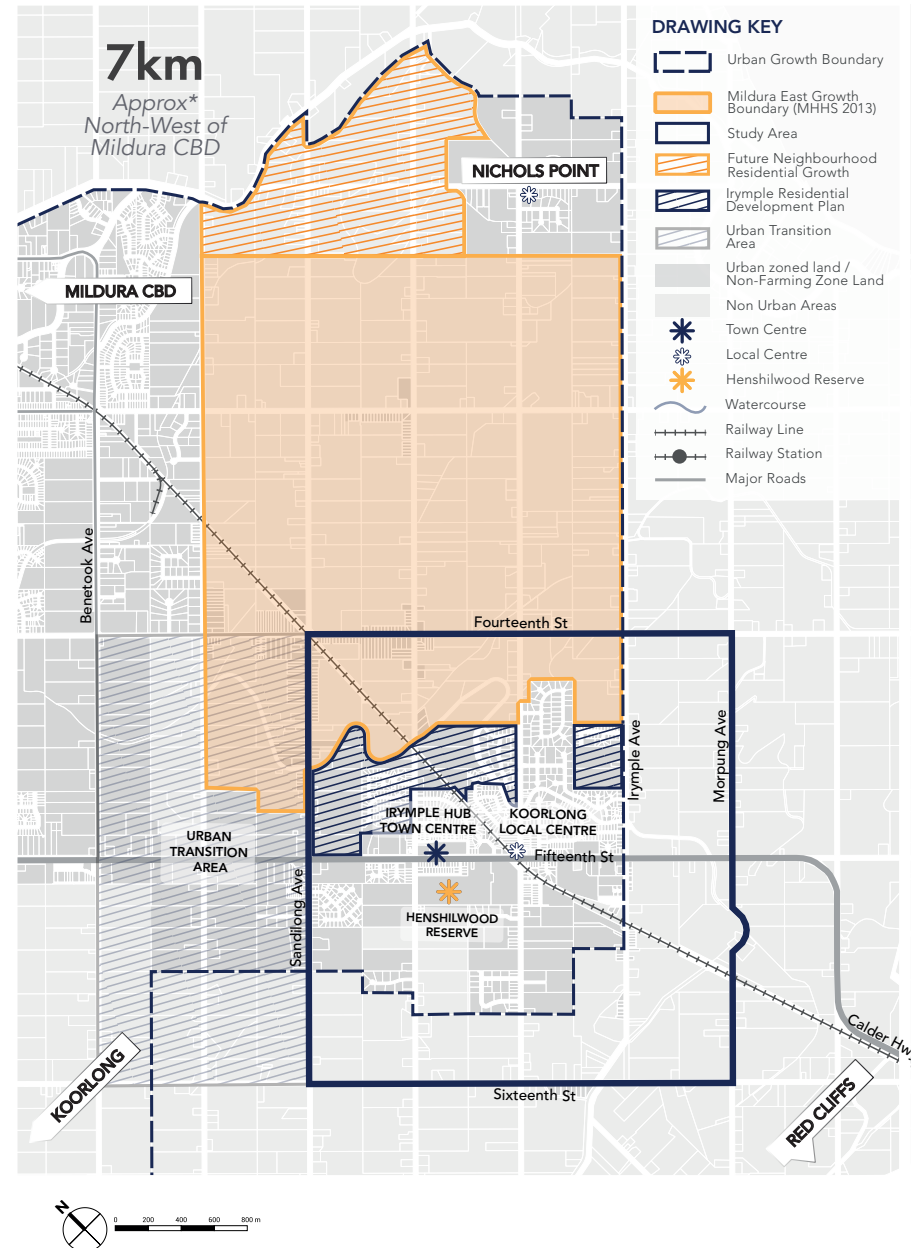 7km
Approx*
North-West of
Mildura CBD
DRAWING KEY
Urban Growth Boundary
Mildura East Growth
Boundary (MHHS 2013)
Study Area
Future Neighbourhood
Residential Growth
Irymple Residential
Development Plan
Urban Transition
Area
Urban zoned land /
Non-Farming Zone Land
Non Urban Areas
Town Centre
Local Centre
Henshilwood Reserve
Watercourse
Railway Line
Railway Station
Major Roads
NICHOLS POINT
MILDURA CBD
Benetook Ave
Fourteenth St
Irymple Ave
Morpung Ave
IRYMPLE HUB
TOWN CENTRE
KOORLONG
LOCAL CENTRE
URBAN
TRANSITION
AREA
Fifteenth St
Sandilong Ave
HENSHILWOOD
RESERVE
Calder Hwy
KOORLONG
RED CLIFFS
Sixteenth St
N
0 200 400 600 800 m